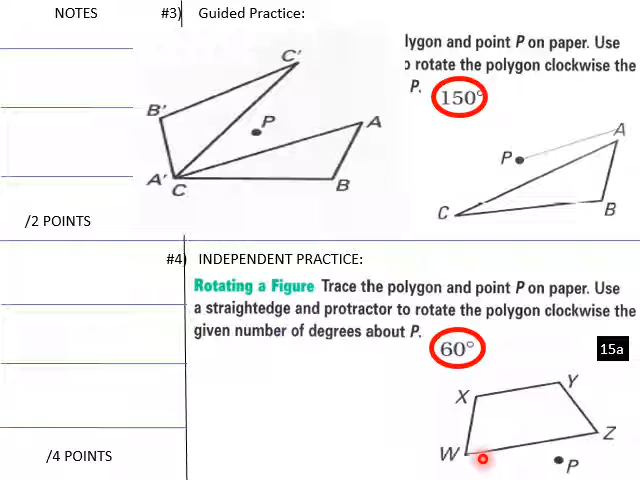 NOTES
#3) Guided Practice:
lygon and point P on paper. Use
o rotate the polygon clockwise the
P.
150°
C'
B'
P
A
A'
C
B
A
P
C
B
/2 POINTS
#4) INDEPENDENT PRACTICE:
Rotating a Figure Trace the polygon and point P on paper. Use
a straightedge and protractor to rotate the polygon clockwise the
given number of degrees about P.
60°
15a
X
Y
Z
W
P
/4 POINTS